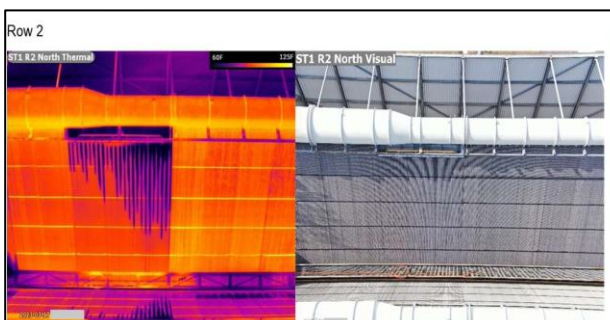 Row 2
ST1 R2 North Thermal
60F
125F
ST1 R2 North Visual